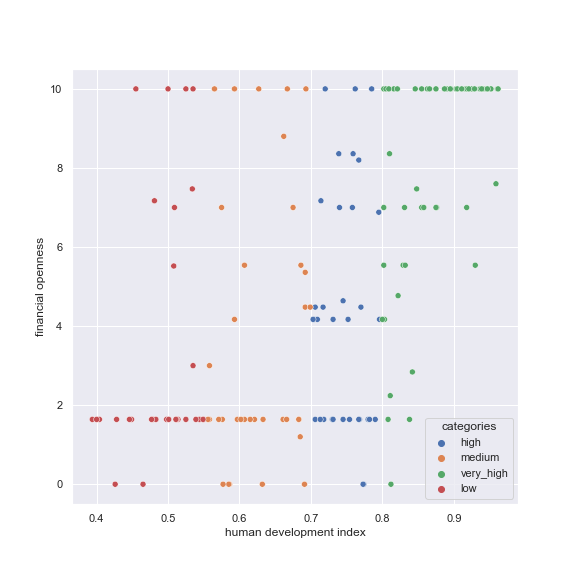 10
8
6
4
2
0
financial openness
0.4 0.5 0.6 0.7 0.8 0.9
human development index
categories
high
medium
very_high
low